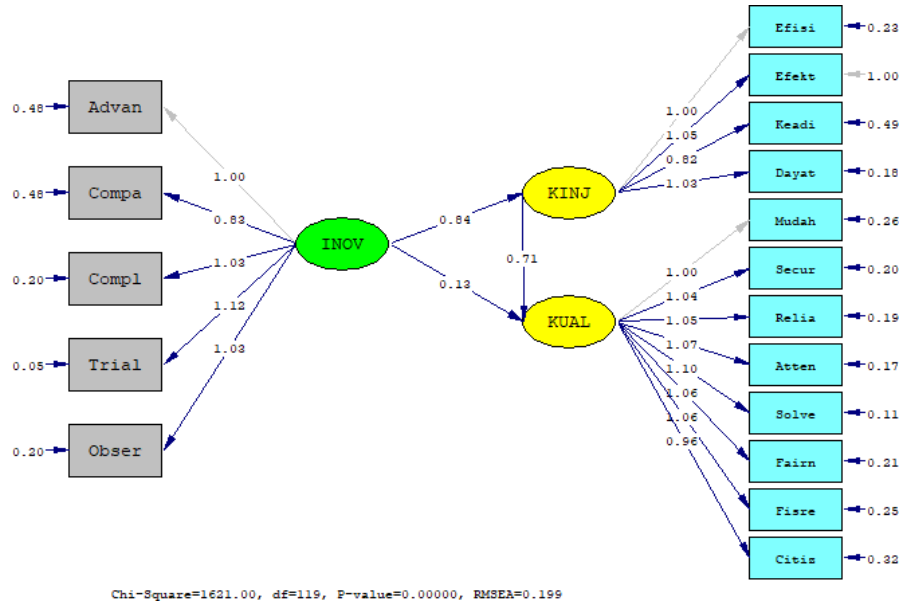 Efisi
0.23
Efekt
1.00
0.48
Advan
1.00
1.05
Keadi
0.49
0.82
1.03
Dayat
0.18
0.48
Compa
1.00
0.83
KINJ
0.84
Mudah
0.26
INOV
0.71
1.00
0.20
Compl
1.03
0.13
1.04
Secur
0.20
1.12
1.05
Relia
0.19
KUAL
1.03
1.07
0.05
Trial
Atten
0.17
1.10
1.06
Solve
0.11
1.06
0.96
0.20
Obser
Fairn
0.21
Fisre
0.25
Citis
0.32
Chi-Square=1621.00, df=119, P-value=0.00000, RMSEA=0.199